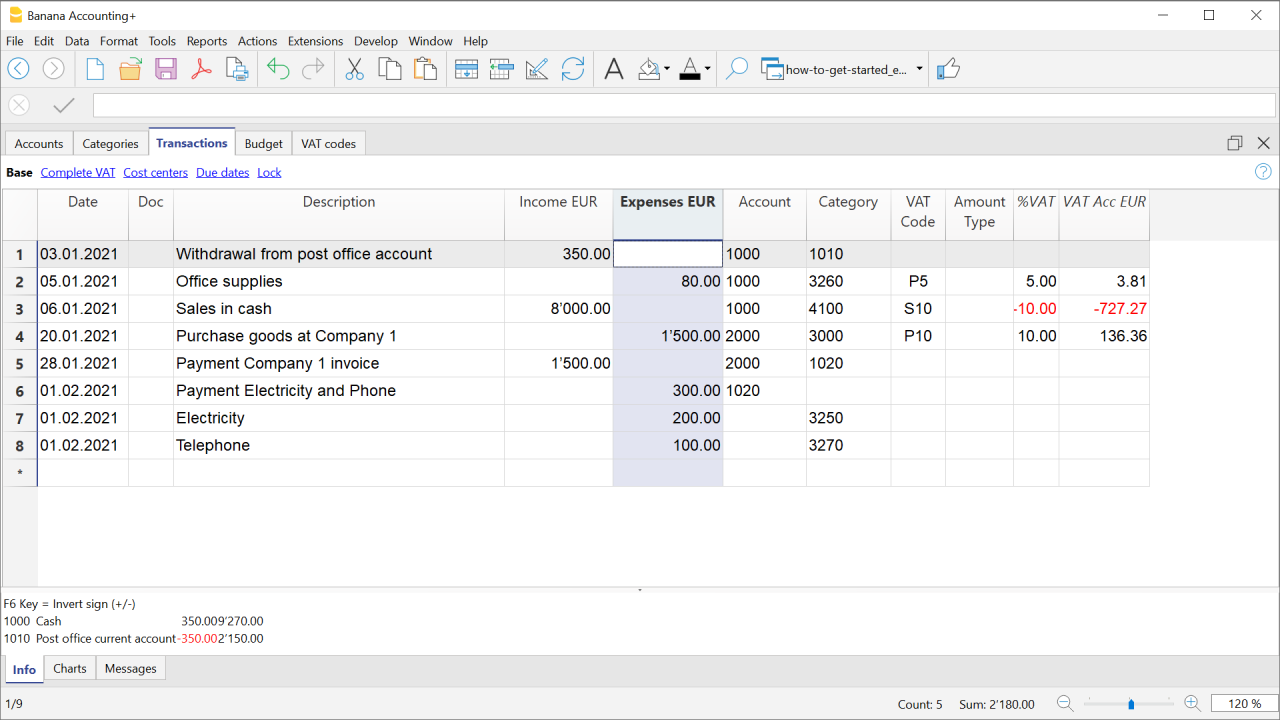 Banana Accounting+
File Edit Data Format Tools Reports Actions Extensions Develop Window Help
how-to-get-started_e...
Accounts Categories Transactions Budget VAT codes
Base Complete VAT Cost centers Due dates Lock
Date Doc Description Income EUR Expenses EUR Account Category VAT Code Amount Type %VAT VAT Acc EUR
1 03.01.2021 Withdrawal from post office account 350.00 1000 1010
2 05.01.2021 Office supplies 80.00 1000 3260 P5 5.00 3.81
3 06.01.2021 Sales in cash 8’000.00 1000 4100 S10 -10.00 -727.27
4 20.01.2021 Purchase goods at Company 1 1’500.00 2000 3000 P10 10.00 136.36
5 28.01.2021 Payment Company 1 invoice 1’500.00 2000 1020
6 01.02.2021 Payment Electricity and Phone 300.00 1020
7 01.02.2021 Electricity 200.00 3250
8 01.02.2021 Telephone 100.00 3270
*
F6 Key = Invert sign (+/-)
1000 Cash 350.009’270.00
1010 Post office current account-350.002’150.00
Info Charts Messages
1/9 Count: 5 Sum: 2’180.00 120 %